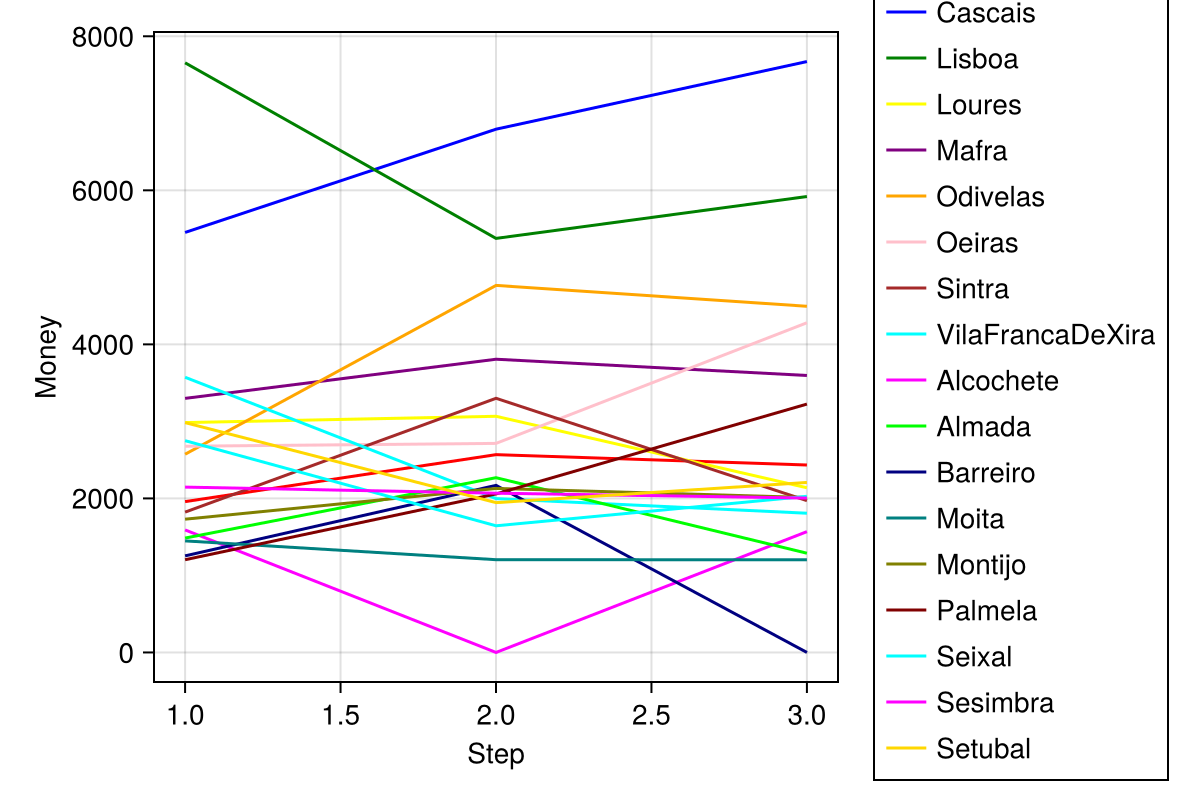 8000
6000
4000
2000
0
Money
1.0 1.5 2.0 2.5 3.0
Step
Cascais
Lisboa
Loures
Mafra
Odivelas
Oeiras
Sintra
VilaFrancaDeXira
Alcochete
Almada
Barreiro
Moita
Montijo
Palmela
Seixal
Sesimbra
Setubal